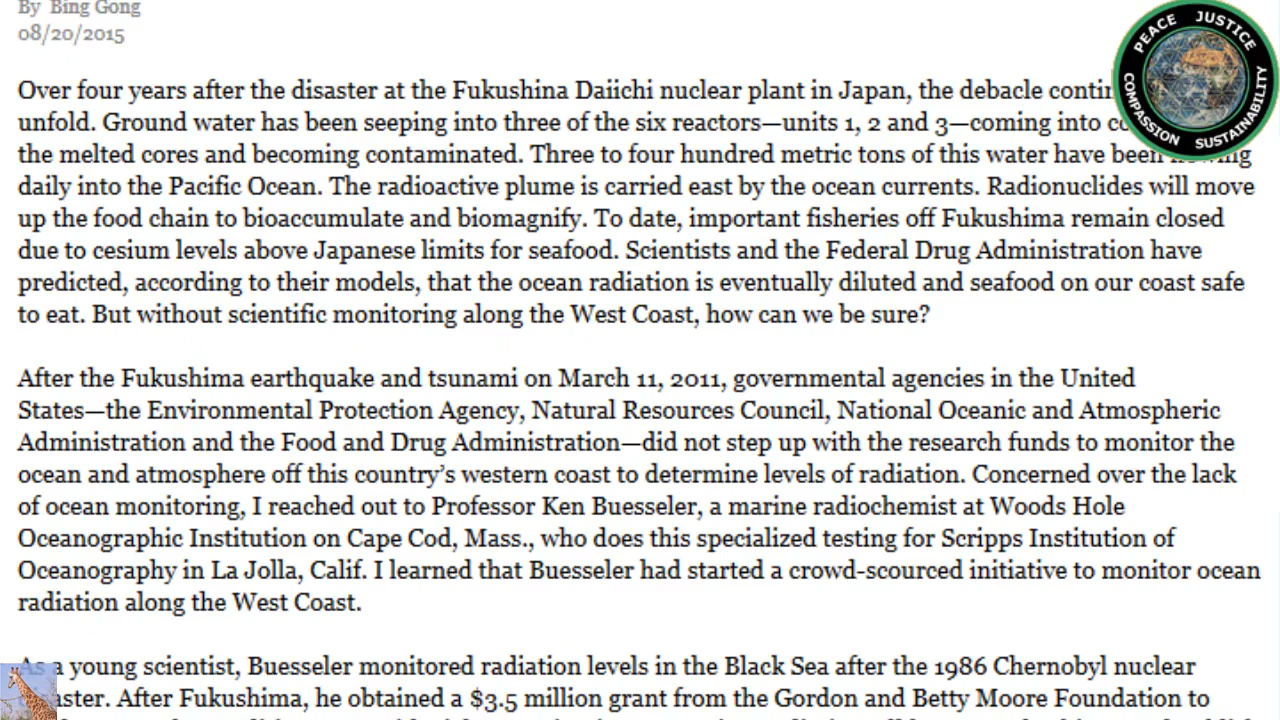 By Bing Gong
08/20/2015
Over four years after the disaster at the Fukushina Daiichi nuclear plant in Japan, the debacle
unfold. Ground water has been seeping into three of the six reactors—units 1, 2 and 3—coming into
the melted cores and becoming contaminated. Three to four hundred metric tons of this water have been
daily into the Pacific Ocean. The radioactive plume is carried east by the ocean currents. Radionuclides will move
up the food chain to bioaccumulate and biomagnify. To date, important fisheries off Fukushima remain closed
due to cesium levels above Japanese limits for seafood. Scientists and the Federal Drug Administration have
predicted, according to their models, that the ocean radiation is eventually diluted and seafood on our coast safe
to eat. But without scientific monitoring along the West Coast, how can we be sure?
After the Fukushima earthquake and tsunami on March 11, 2011, governmental agencies in the United
States—the Environmental Protection Agency, Natural Resources Council, National Oceanic and Atmospheric
Administration and the Food and Drug Administration—did not step up with the research funds to monitor the
ocean and atmosphere off this country's western coast to determine levels of radiation. Concerned over the lack
of ocean monitoring, I reached out to Professor Ken Buesseler, a marine radiochemist at Woods Hole
Oceanographic Institution on Cape Cod, Mass., who does this specialized testing for Scripps Institution of
Oceanography in La Jolla, Calif. I learned that Buesseler had started a crowd-scourced initiative to monitor ocean
radiation along the West Coast.
As a young scientist, Buesseler monitored radiation levels in the Black Sea after the 1986 Chernobyl nuclear
After Fukushima, he obtained a $3.5 million grant from the Gordon and Betty Moore Foundation to
PEACE JUSTICE
COMPASSION SUSTAINABILITY